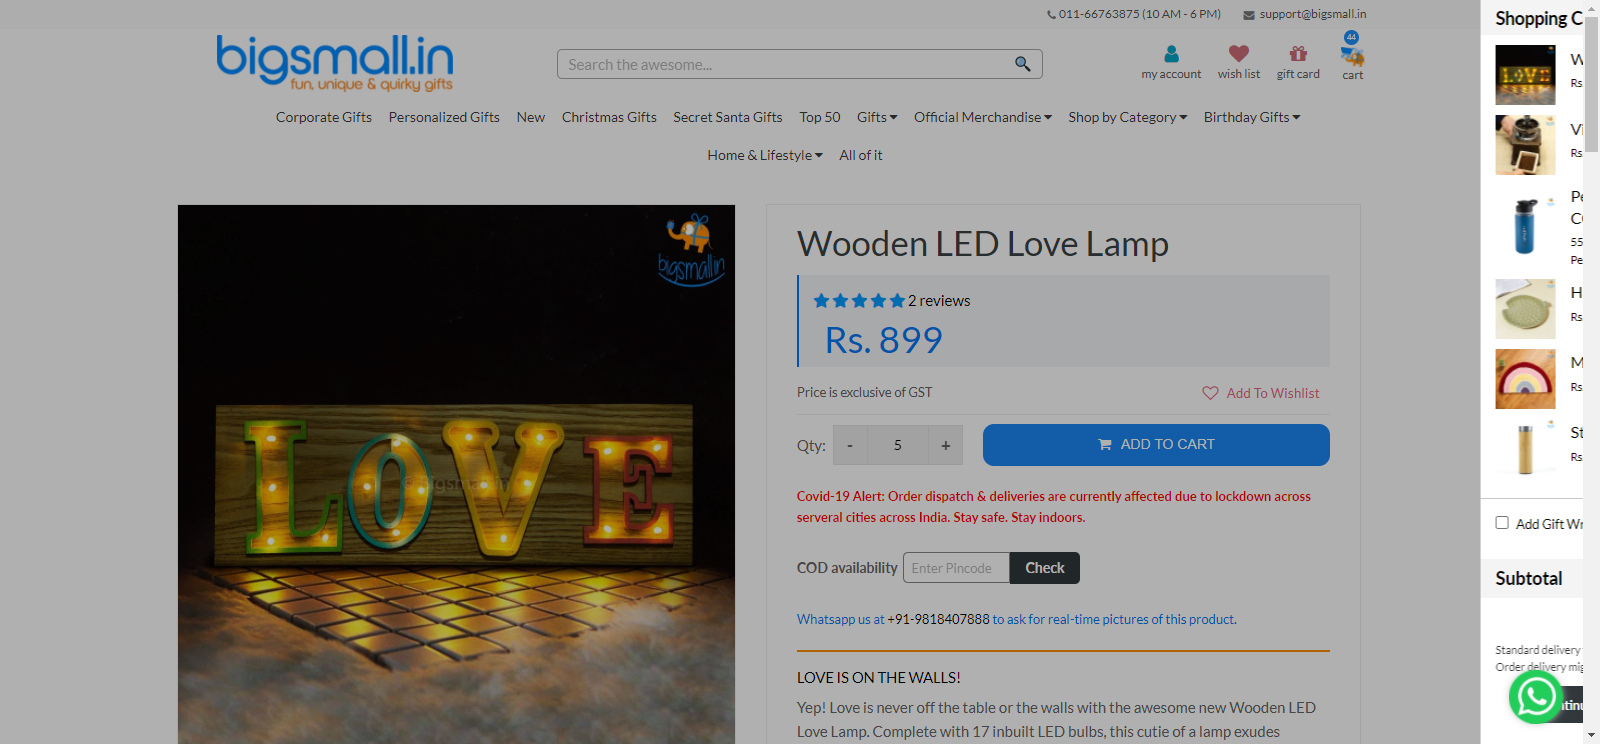 011-66763875 (10 AM - 6 PM) support@bigsmall.in
bigsmall.in
fun, unique & quirky gifts
Search the awesome...
my account
wish list
gift card
44
cart
Corporate Gifts Personalized Gifts New Christmas Gifts Secret Santa Gifts Top 50 Gifts Official Merchandise Shop by Category Birthday Gifts
Home & Lifestyle All of it
bigsmall.in
LOVE
© bigsmall.in
Wooden LED Love Lamp
2 reviews
Rs. 899
Price is exclusive of GST
Add To Wishlist
Qty: - 5 +
ADD TO CART
Covid-19 Alert: Order dispatch & deliveries are currently affected due to lockdown across
serveral cities across India. Stay safe. Stay indoors.
COD availability Enter Pincode Check
Whatsapp us at +91-9818407888 to ask for real-time pictures of this product.
LOVE IS ON THE WALLS!
Yep! Love is never off the table or the walls with the awesome new Wooden LED
Love Lamp. Complete with 17 inbuilt LED bulbs, this cutie of a lamp exudes
Shopping C
W
Rs
Vi
Rs
Pe
C
55
Pe
H
Rs
M
Rs
St
Rs
Add Gift Wr
Subtotal
Standard delivery
Order delivery mig
ntinu